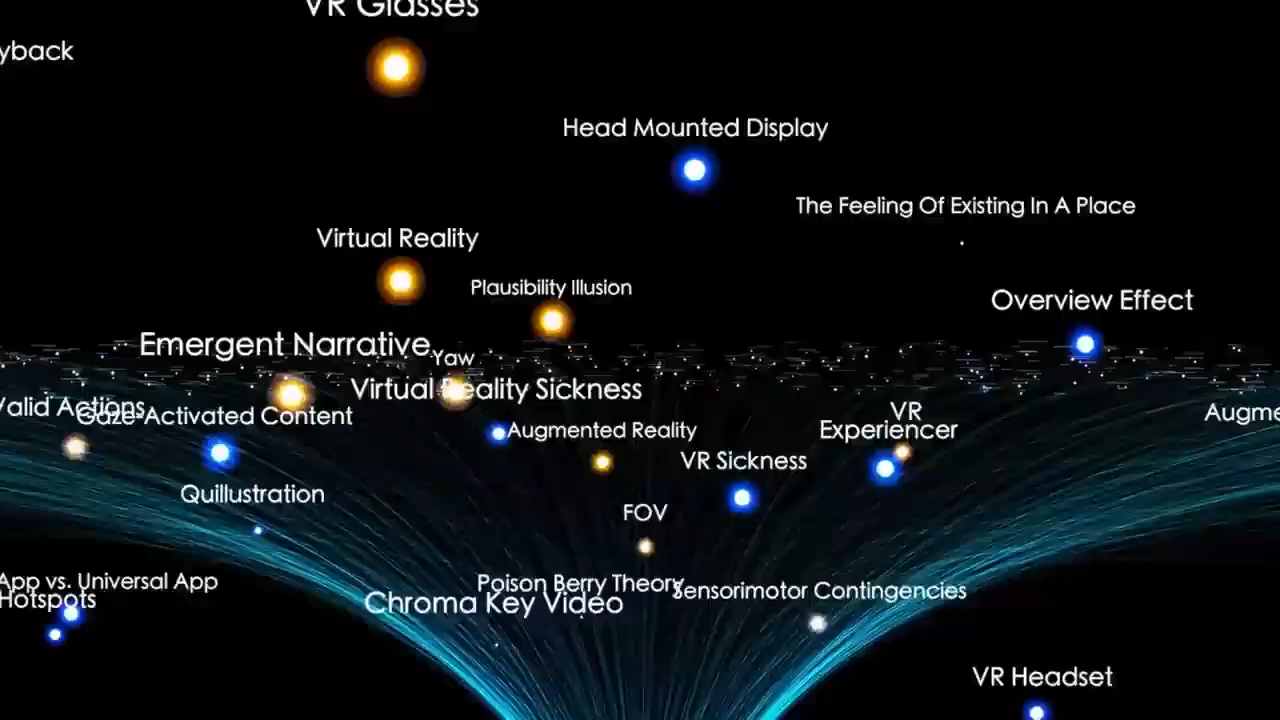 VR Glasses
yback
Head Mounted Display
The Feeling Of Existing In A Place
Virtual Reality
Plausibility Illusion
Overview Effect
Emergent Narrative
Yaw
Virtual Reality Sickness
Valid Actions
Gaze-Activated Content
VR
Augme
Experiencer
Augmented Reality
VR Sickness
Quillustration
FOV
App vs. Universal App
Hotspots
Poison Berry Theory
Sensorimotor Contingencies
Chroma Key Video
VR Headset